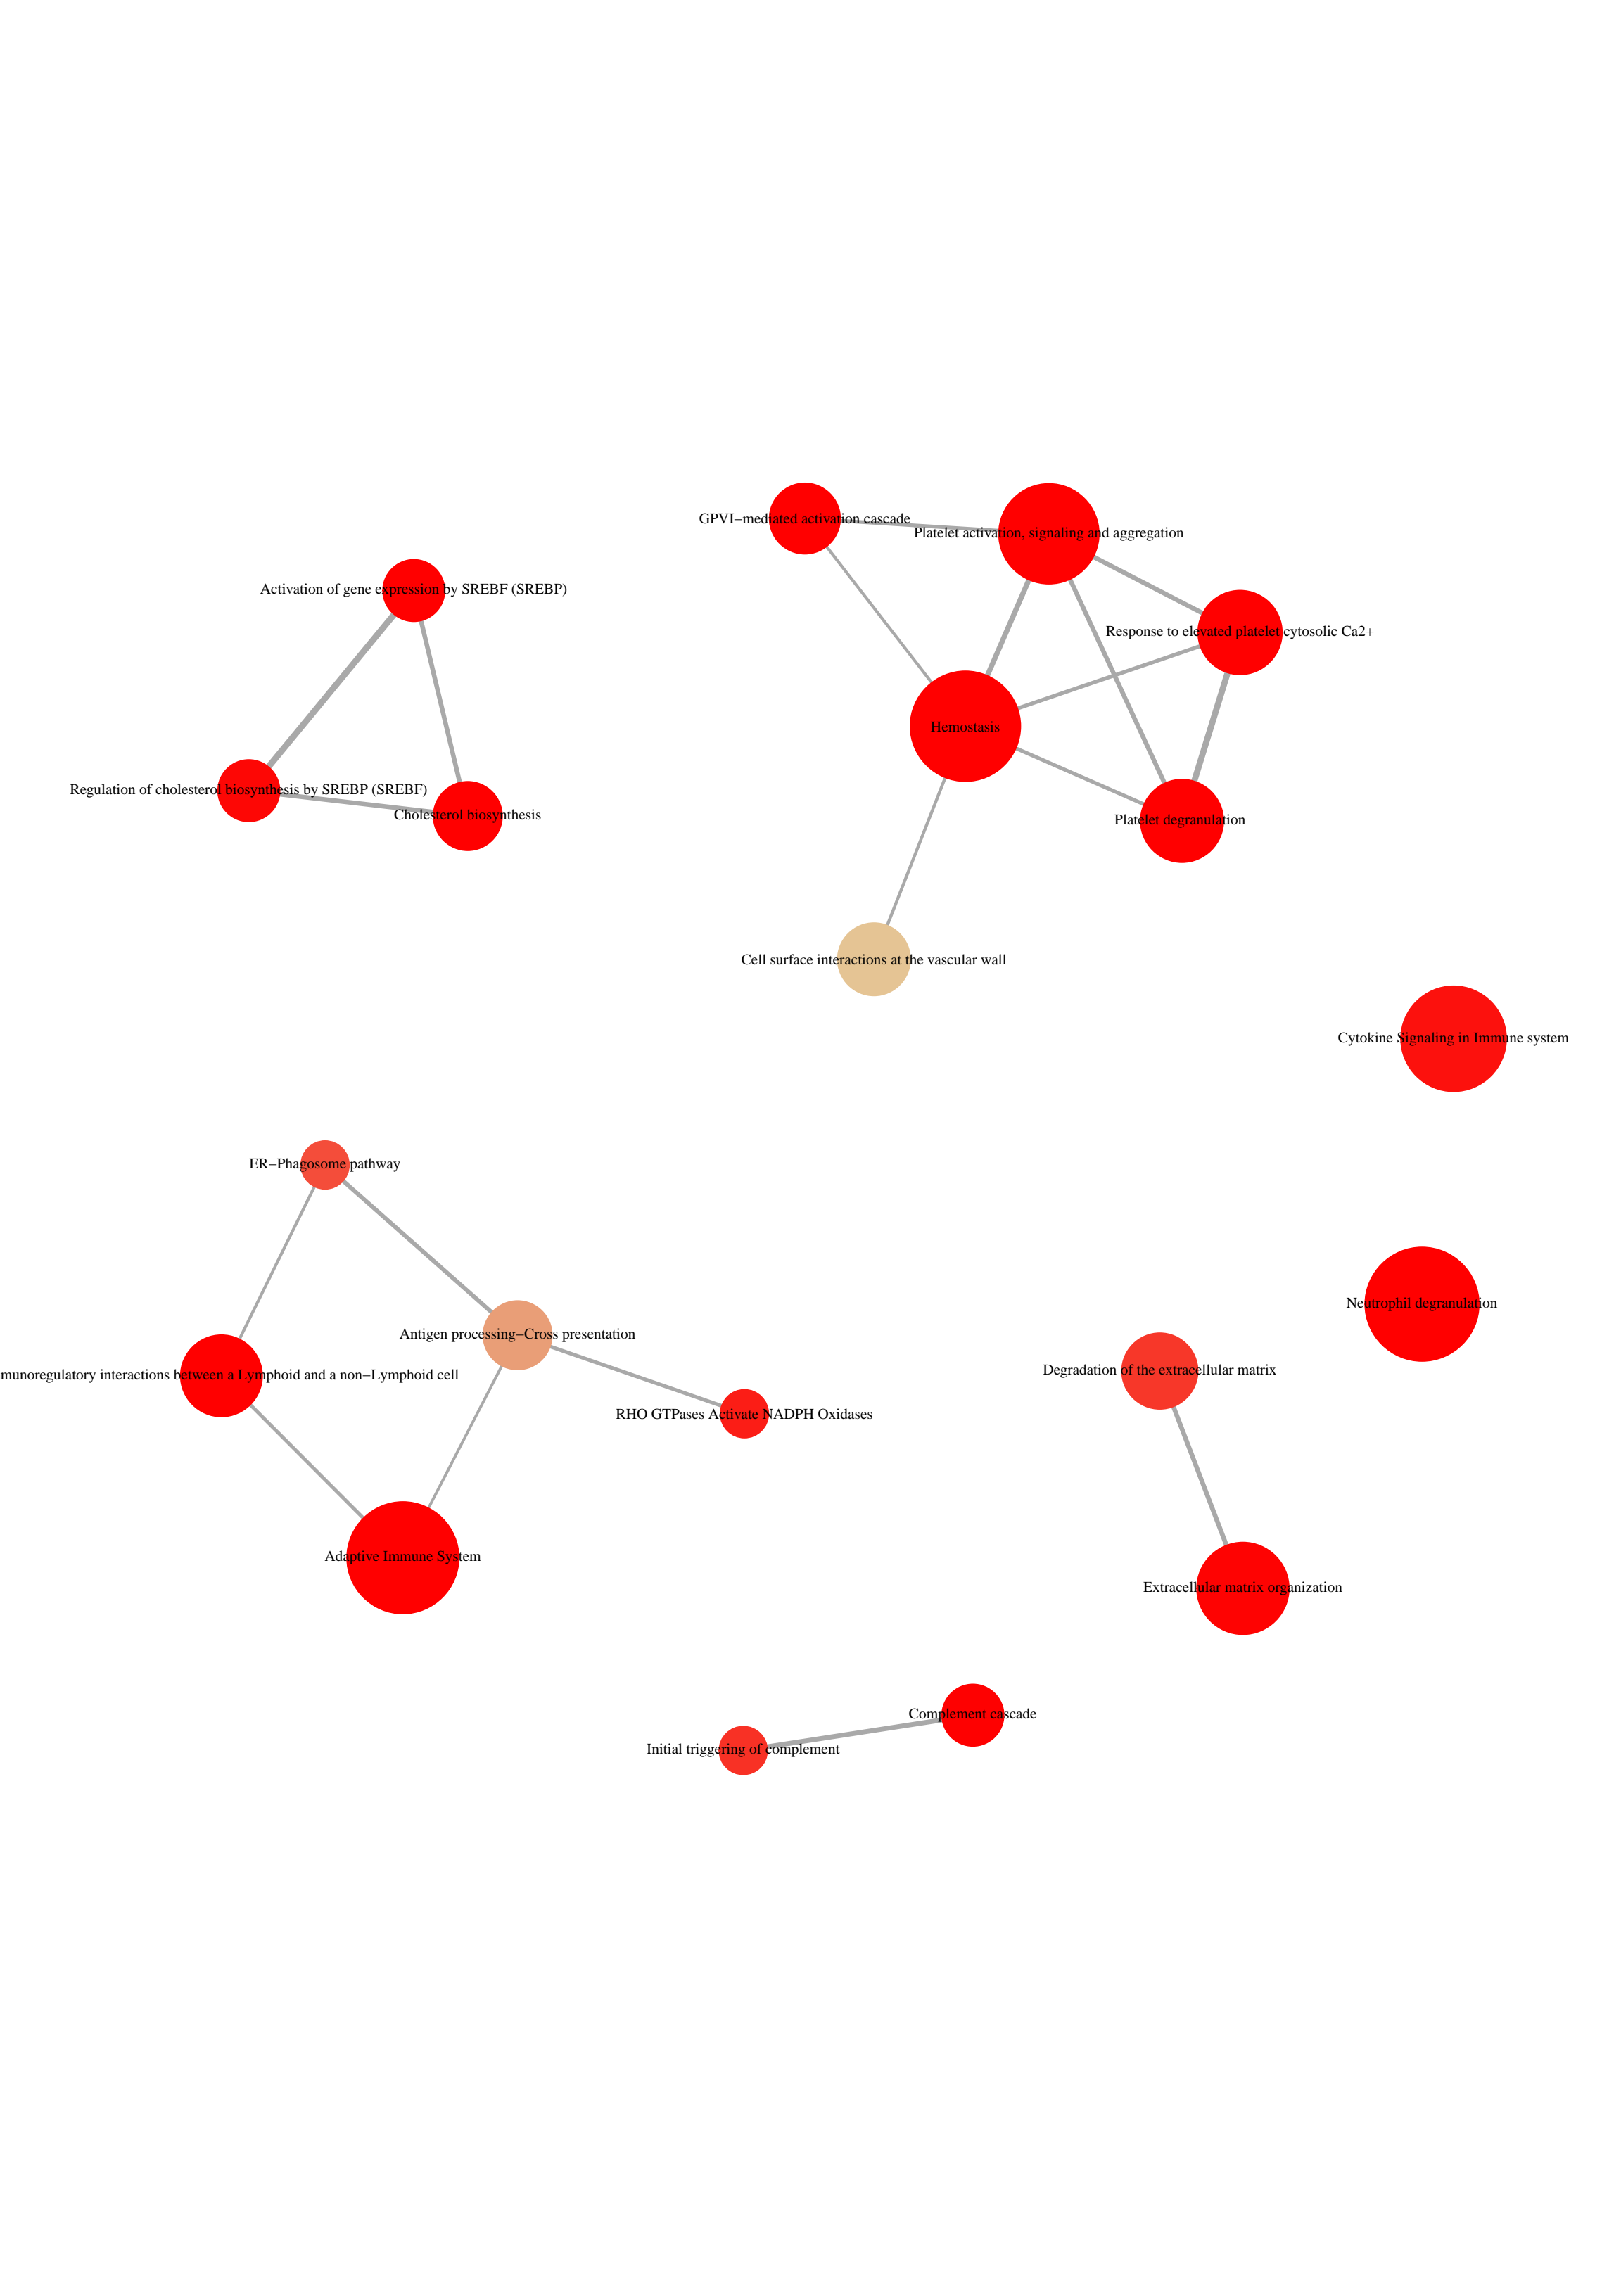 GPVI−mediated activation cascade
Platelet activation, signaling and aggregation
Activation of gene expression by SREBF (SREBP)
Response to elevated platelet cytosolic Ca2+
Hemostasis
Regulation of cholesterol biosynthesis by SREBP (SREBF)
Cholesterol biosynthesis
Platelet degranulation
Cell surface interactions at the vascular wall
Cytokine Signaling in Immune system
ER−Phagosome pathway
Neutrophil degranulation
Antigen processing−Cross presentation
Degradation of the extracellular matrix
interactions between a Lymphoid and a non−Lymphoid cell
RHO GTPases Activate NADPH Oxidases
Adaptive Immune System
Extracellular matrix organization
Complement cascade
Initial triggering of complement